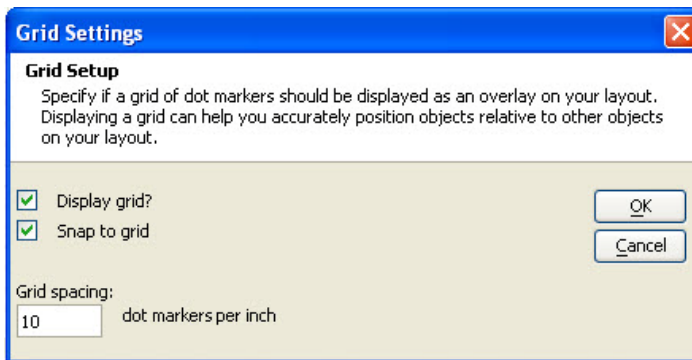 Grid Settings
Grid Setup
Specify if a grid of dot markers should be displayed as an overlay on your layout.
Displaying a grid can help you accurately position objects relative to other objects
on your layout.
Display grid?
OK
Snap to grid
Cancel
Grid spacing:
10 dot markers per inch